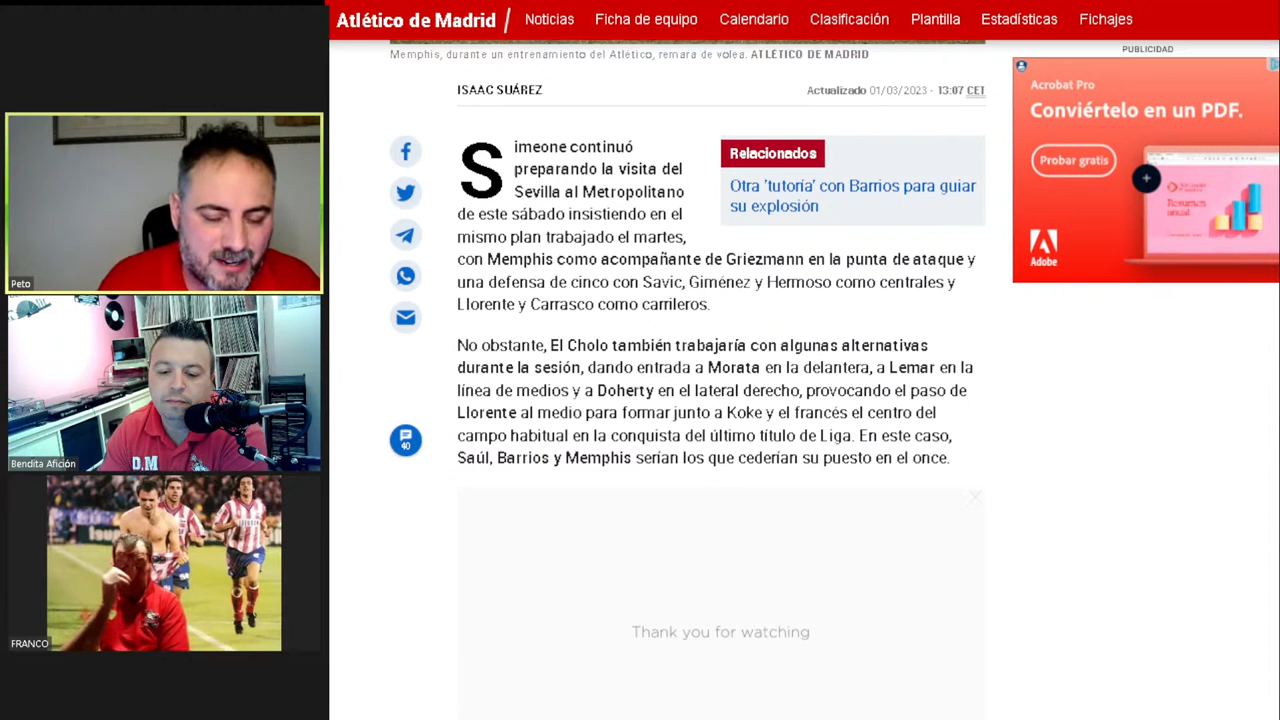 Atlético de Madrid
Noticias
Ficha de equipo
Calendario
Clasificación
Plantilla
Estadísticas
Fichajes
Memphis, durante un entrenamiento del Atlético, remara de volea. ATLÉTICO DE MADRID
PUBLICIDAD
ISAAC SUÁREZ
Actualizado 01/03/2023 - 13:07 CET
Simeone continuó
preparando la visita del
Sevilla al Metropolitano
de este sábado insistiendo en el
mismo plan trabajado el martes,
con Memphis como acompañante de Griezmann en la punta de ataque y
una defensa de cinco con Savic, Giménez y Hermoso como centrales y
Llorente y Carrasco como carrileros.
Relacionados
Otra 'tutoría' con Barrios para guiar
su explosión
No obstante, El Cholo también trabajaría con algunas alternativas
durante la sesión, dando entrada a Morata en la delantera, a Lemar en la
línea de medios y a Doherty en el lateral derecho, provocando el paso de
Llorente al medio para formar junto a Koke y el francés el centro del
campo habitual en la conquista del último título de Liga. En este caso,
Saúl, Barrios y Memphis serían los que cederían su puesto en el once.
40
Thank you for watching
Acrobat Pro
Conviértelo en un PDF.
Probar gratis
Resumen
anual
Adobe
Peto
D.M
Bendita Afición
FRANCO